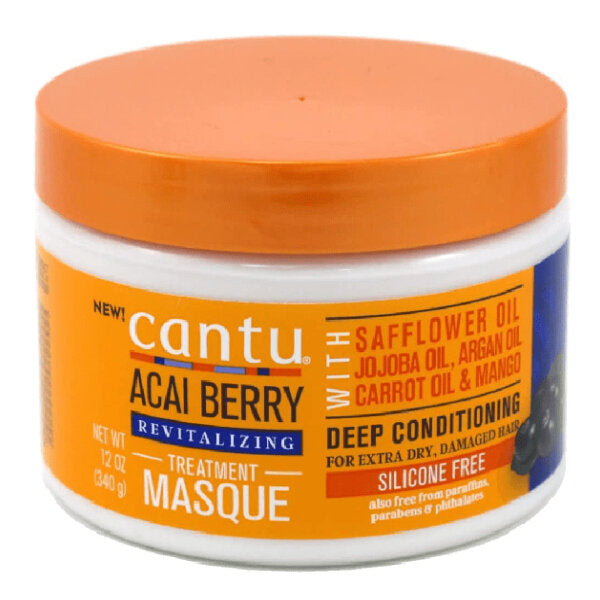 NEW!
cantu®
ACAI BERRY
REVITALIZING
TREATMENT
MASQUE
NET WT
12 OZ
(340 g)
WITH
SAFFLOWER OIL
JOJOBA OIL, ARGAN OIL
CARROT OIL & MANGO
DEEP CONDITIONING
FOR EXTRA DRY, DAMAGED HAIR
SILICONE FREE
also free from paraffins,
parabens & phthalates